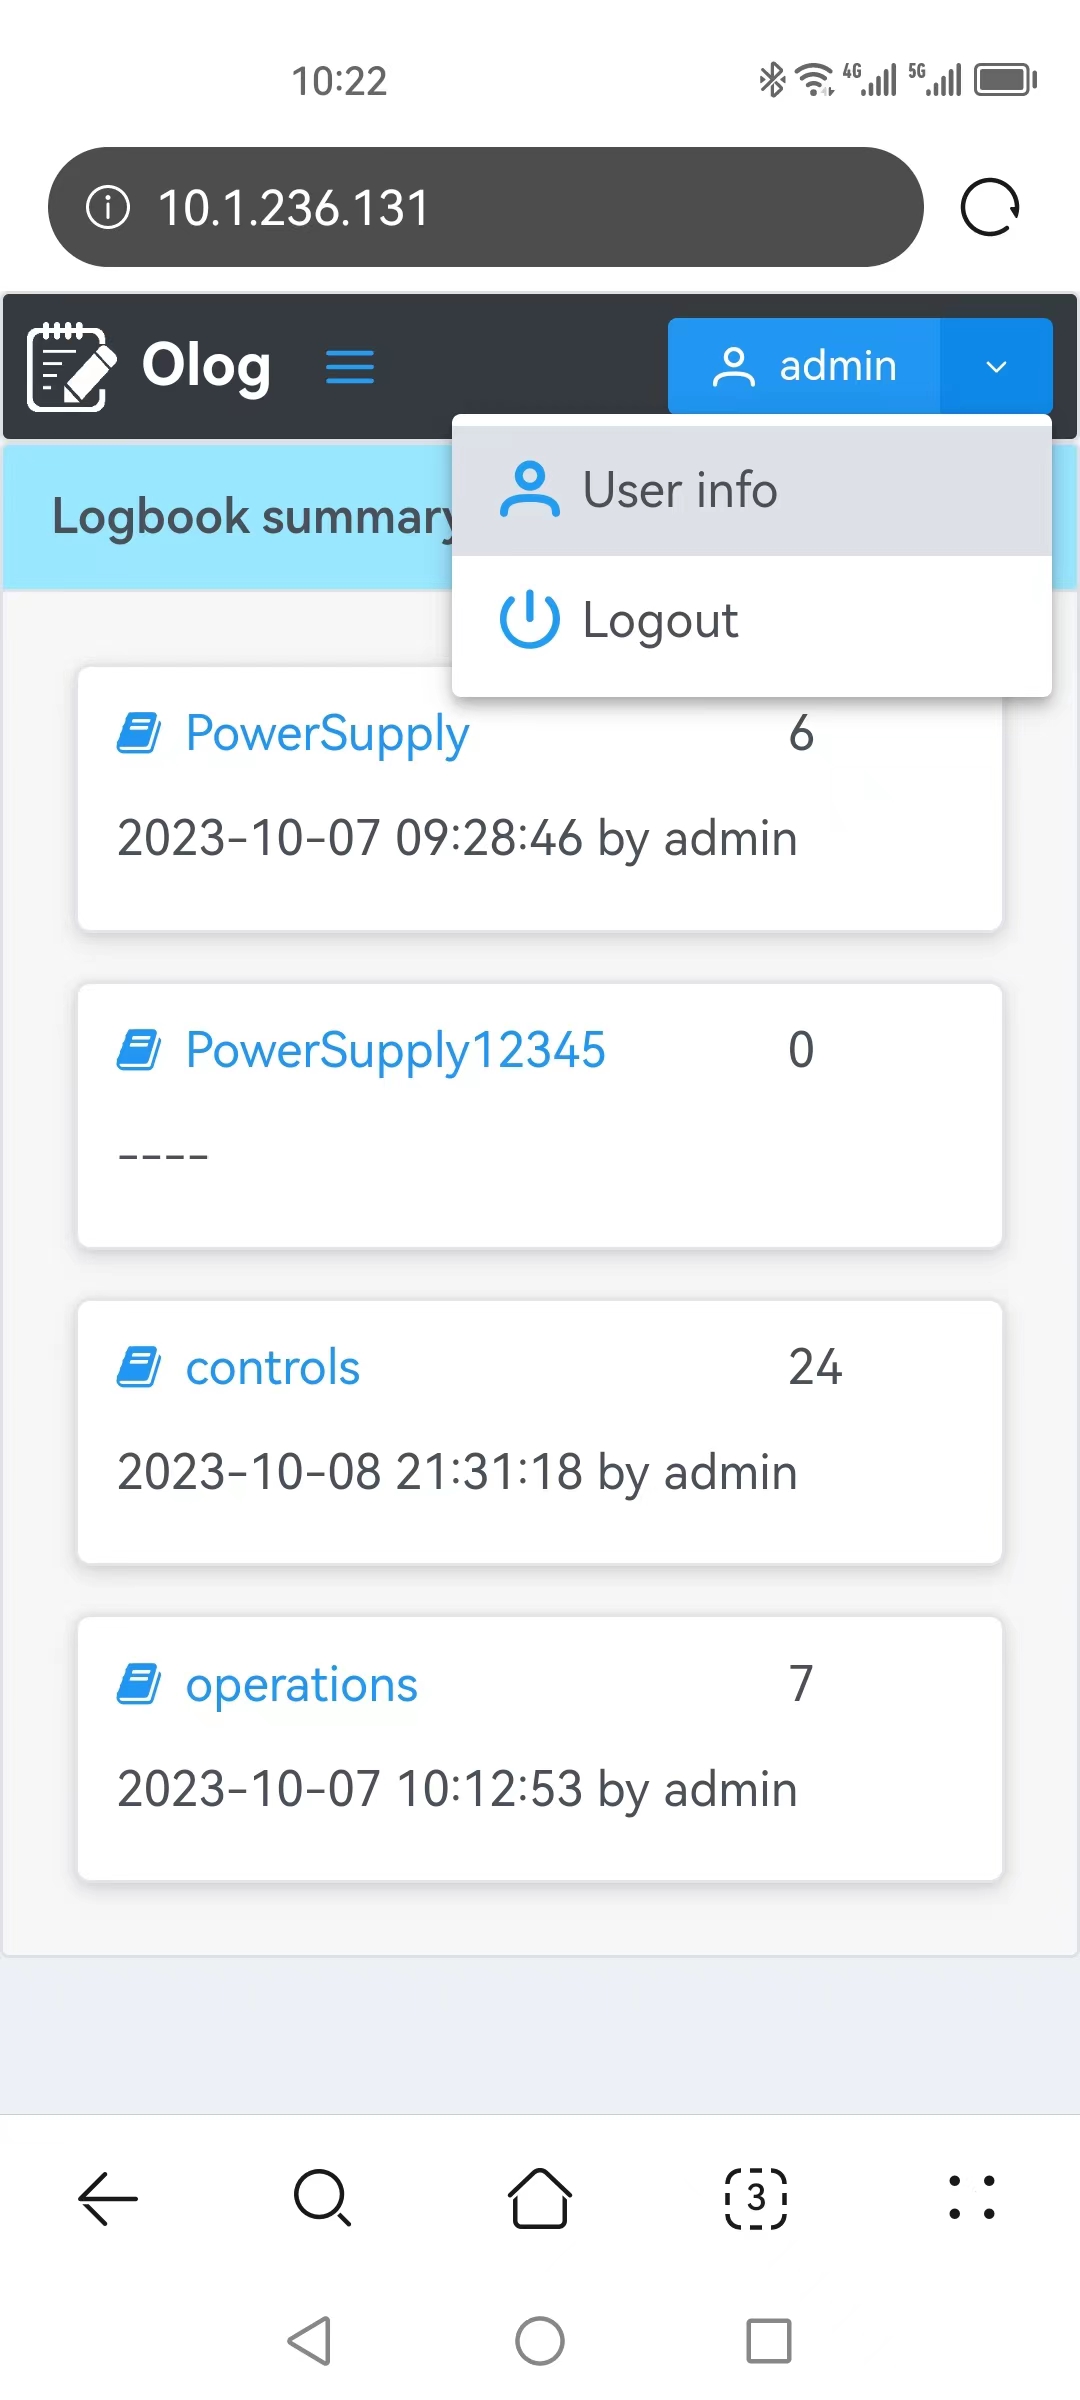 10:22
4G 5G
10.1.236.131
Olog admin
User info
Logbook summary
Logout
PowerSupply 6
2023-10-07 09:28:46 by admin
PowerSupply12345 0
----
controls 24
2023-10-08 21:31:18 by admin
operations 7
2023-10-07 10:12:53 by admin
3